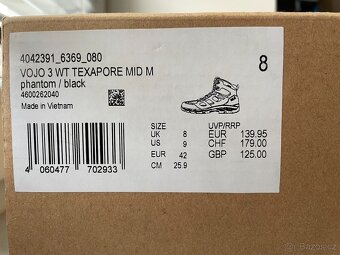 4042391_6369_080
VOJO 3 WT TEXAPORE MID M
phantom / black
4600262040
Made in Vietnam
8
SIZE UVP/RRP
UK 8 EUR 139.95
US 9 CHF 179.00
EUR 42 GBP 125.00
CM 25.9
4 060477 702933